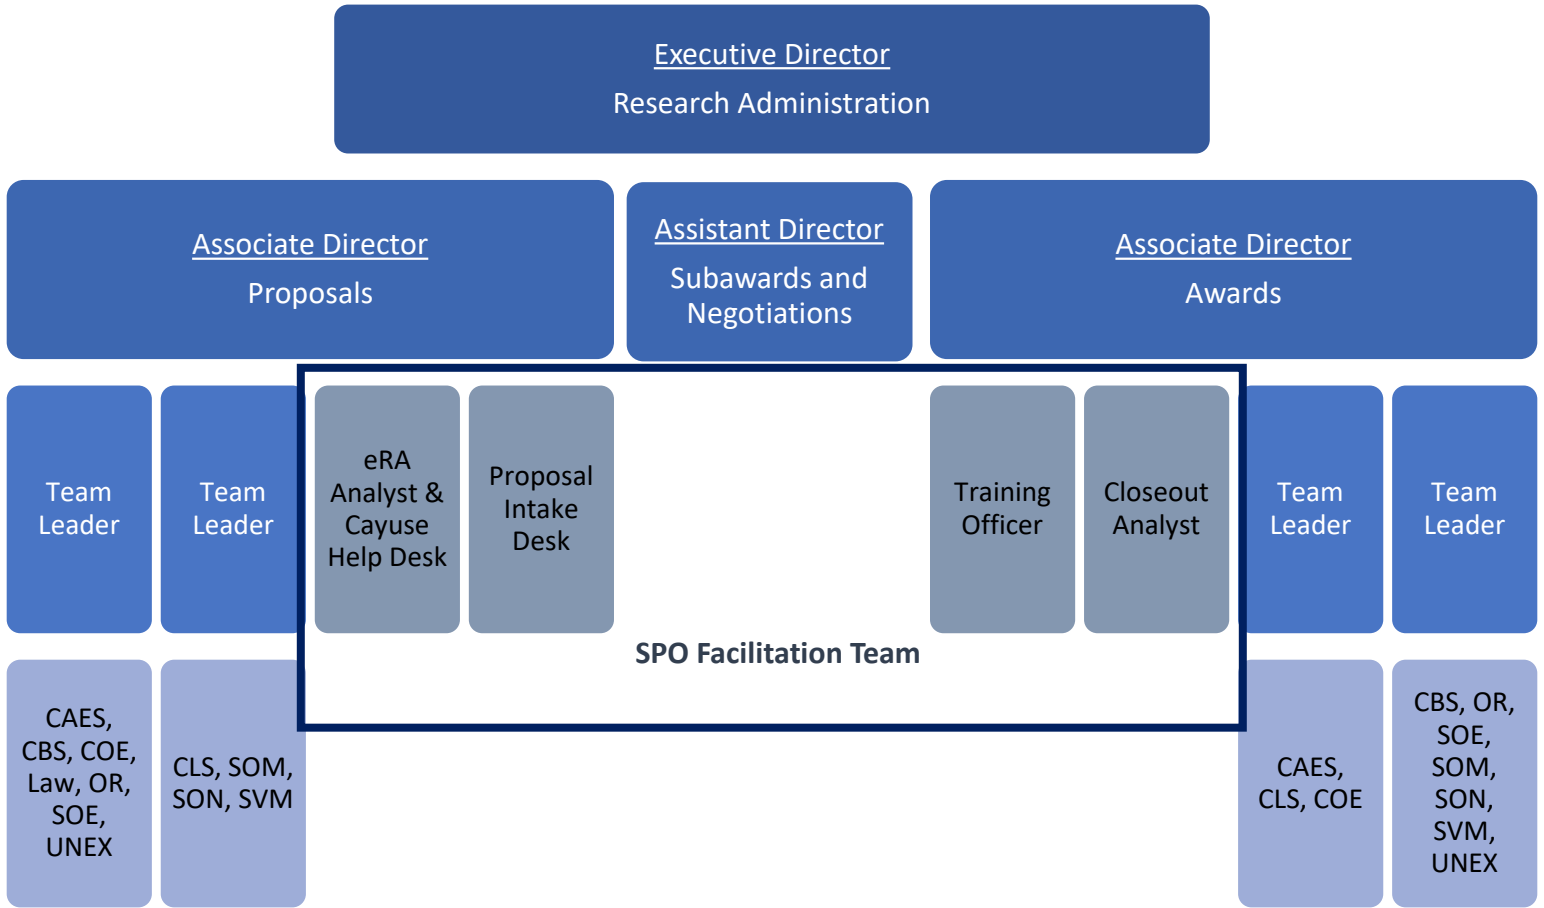 Executive Director
Research Administration
Associate Director
Proposals
Assistant Director
Subawards and
Negotiations
Associate Director
Awards
Team
Leader
Team
Leader
eRA
Analyst &
Cayuse
Help Desk
Proposal
Intake
Desk
Training
Officer
Closeout
Analyst
Team
Leader
Team
Leader
SPO Facilitation Team
CAES,
CBS, COE,
Law, OR,
SOE,
UNEX
CLS, SOM,
SON, SVM
CAES,
CLS, COE
CBS, OR,
SOE,
SOM,
SON,
SVM,
UNEX